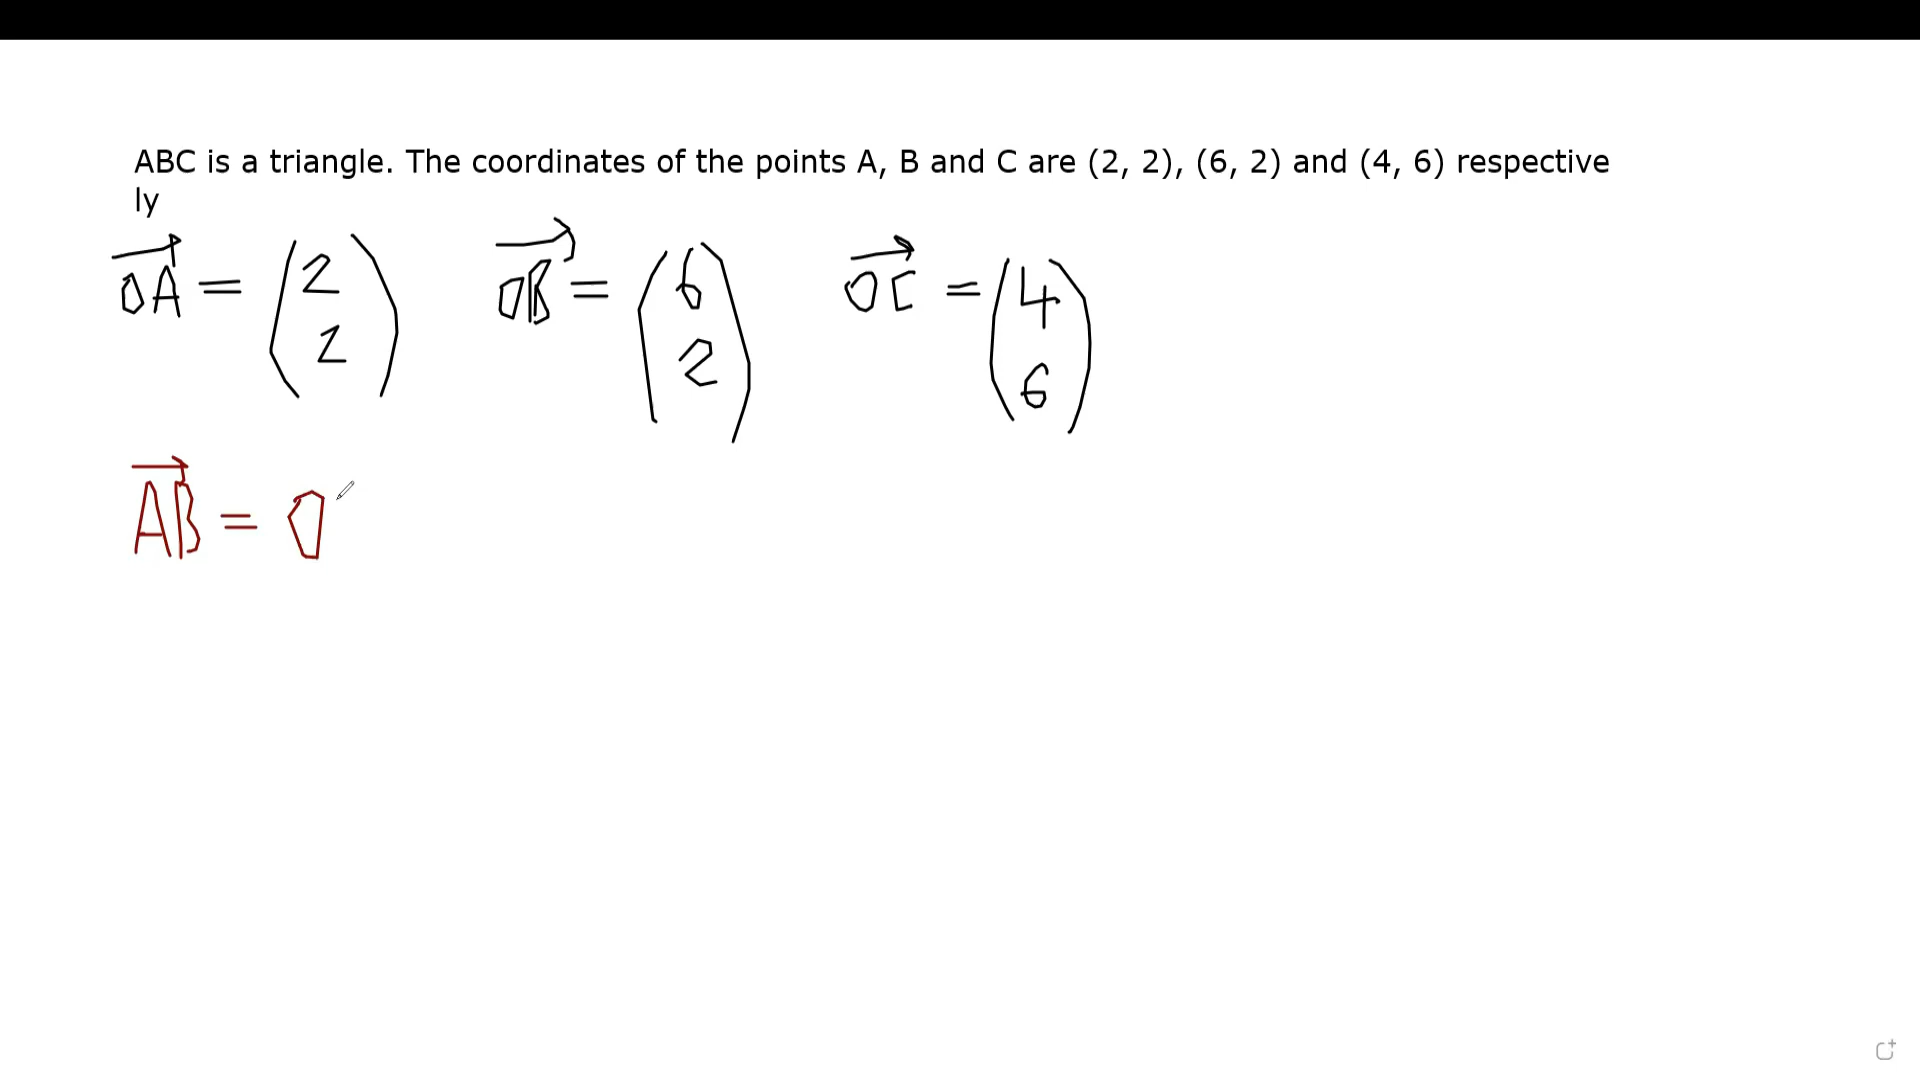 ABC is a triangle. The coordinates of the points A, B and C are (2, 2), (6, 2) and (4, 6) respective
ly
OA = (2 2) OB = (6 2) OC = (4 6)
AB = O